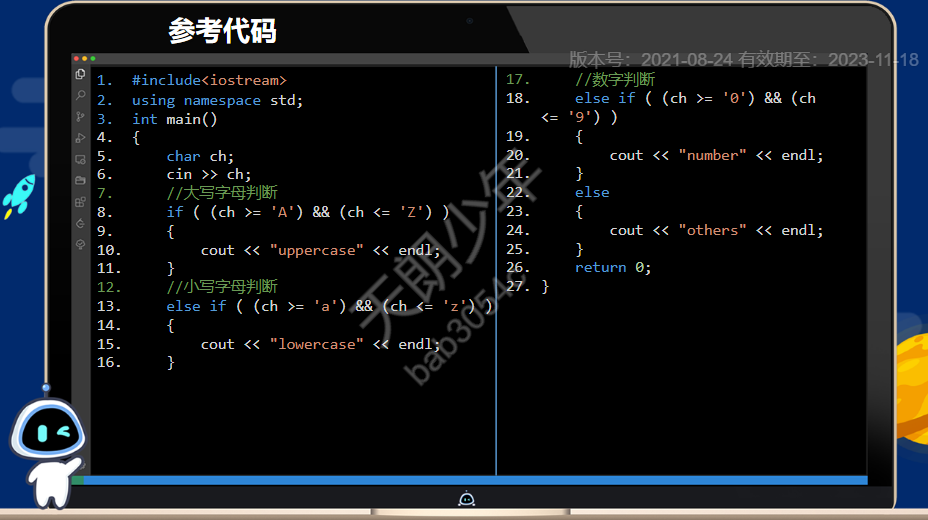 参考代码
版本号：2021-08-24 有效期至：2023-11-18
1. #include<iostream>
2. using namespace std;
3. int main()
4. {
5. char ch;
6. cin >> ch;
7. //大写字母判断
8. if ( (ch >= 'A') && (ch <= 'Z') )
9. {
10. cout << "uppercase" << endl;
11. }
12. //小写字母判断
13. else if ( (ch >= 'a') && (ch <= 'z') )
14. {
15. cout << "lowercase" << endl;
16. }
17. //数字判断
18. else if ( (ch >= '0') && (ch
<= '9') )
19. {
20. cout << "number" << endl;
21. }
22. else
23. {
24. cout << "others" << endl;
25. }
26. return 0;
27. }
天朗少年
bab3054c